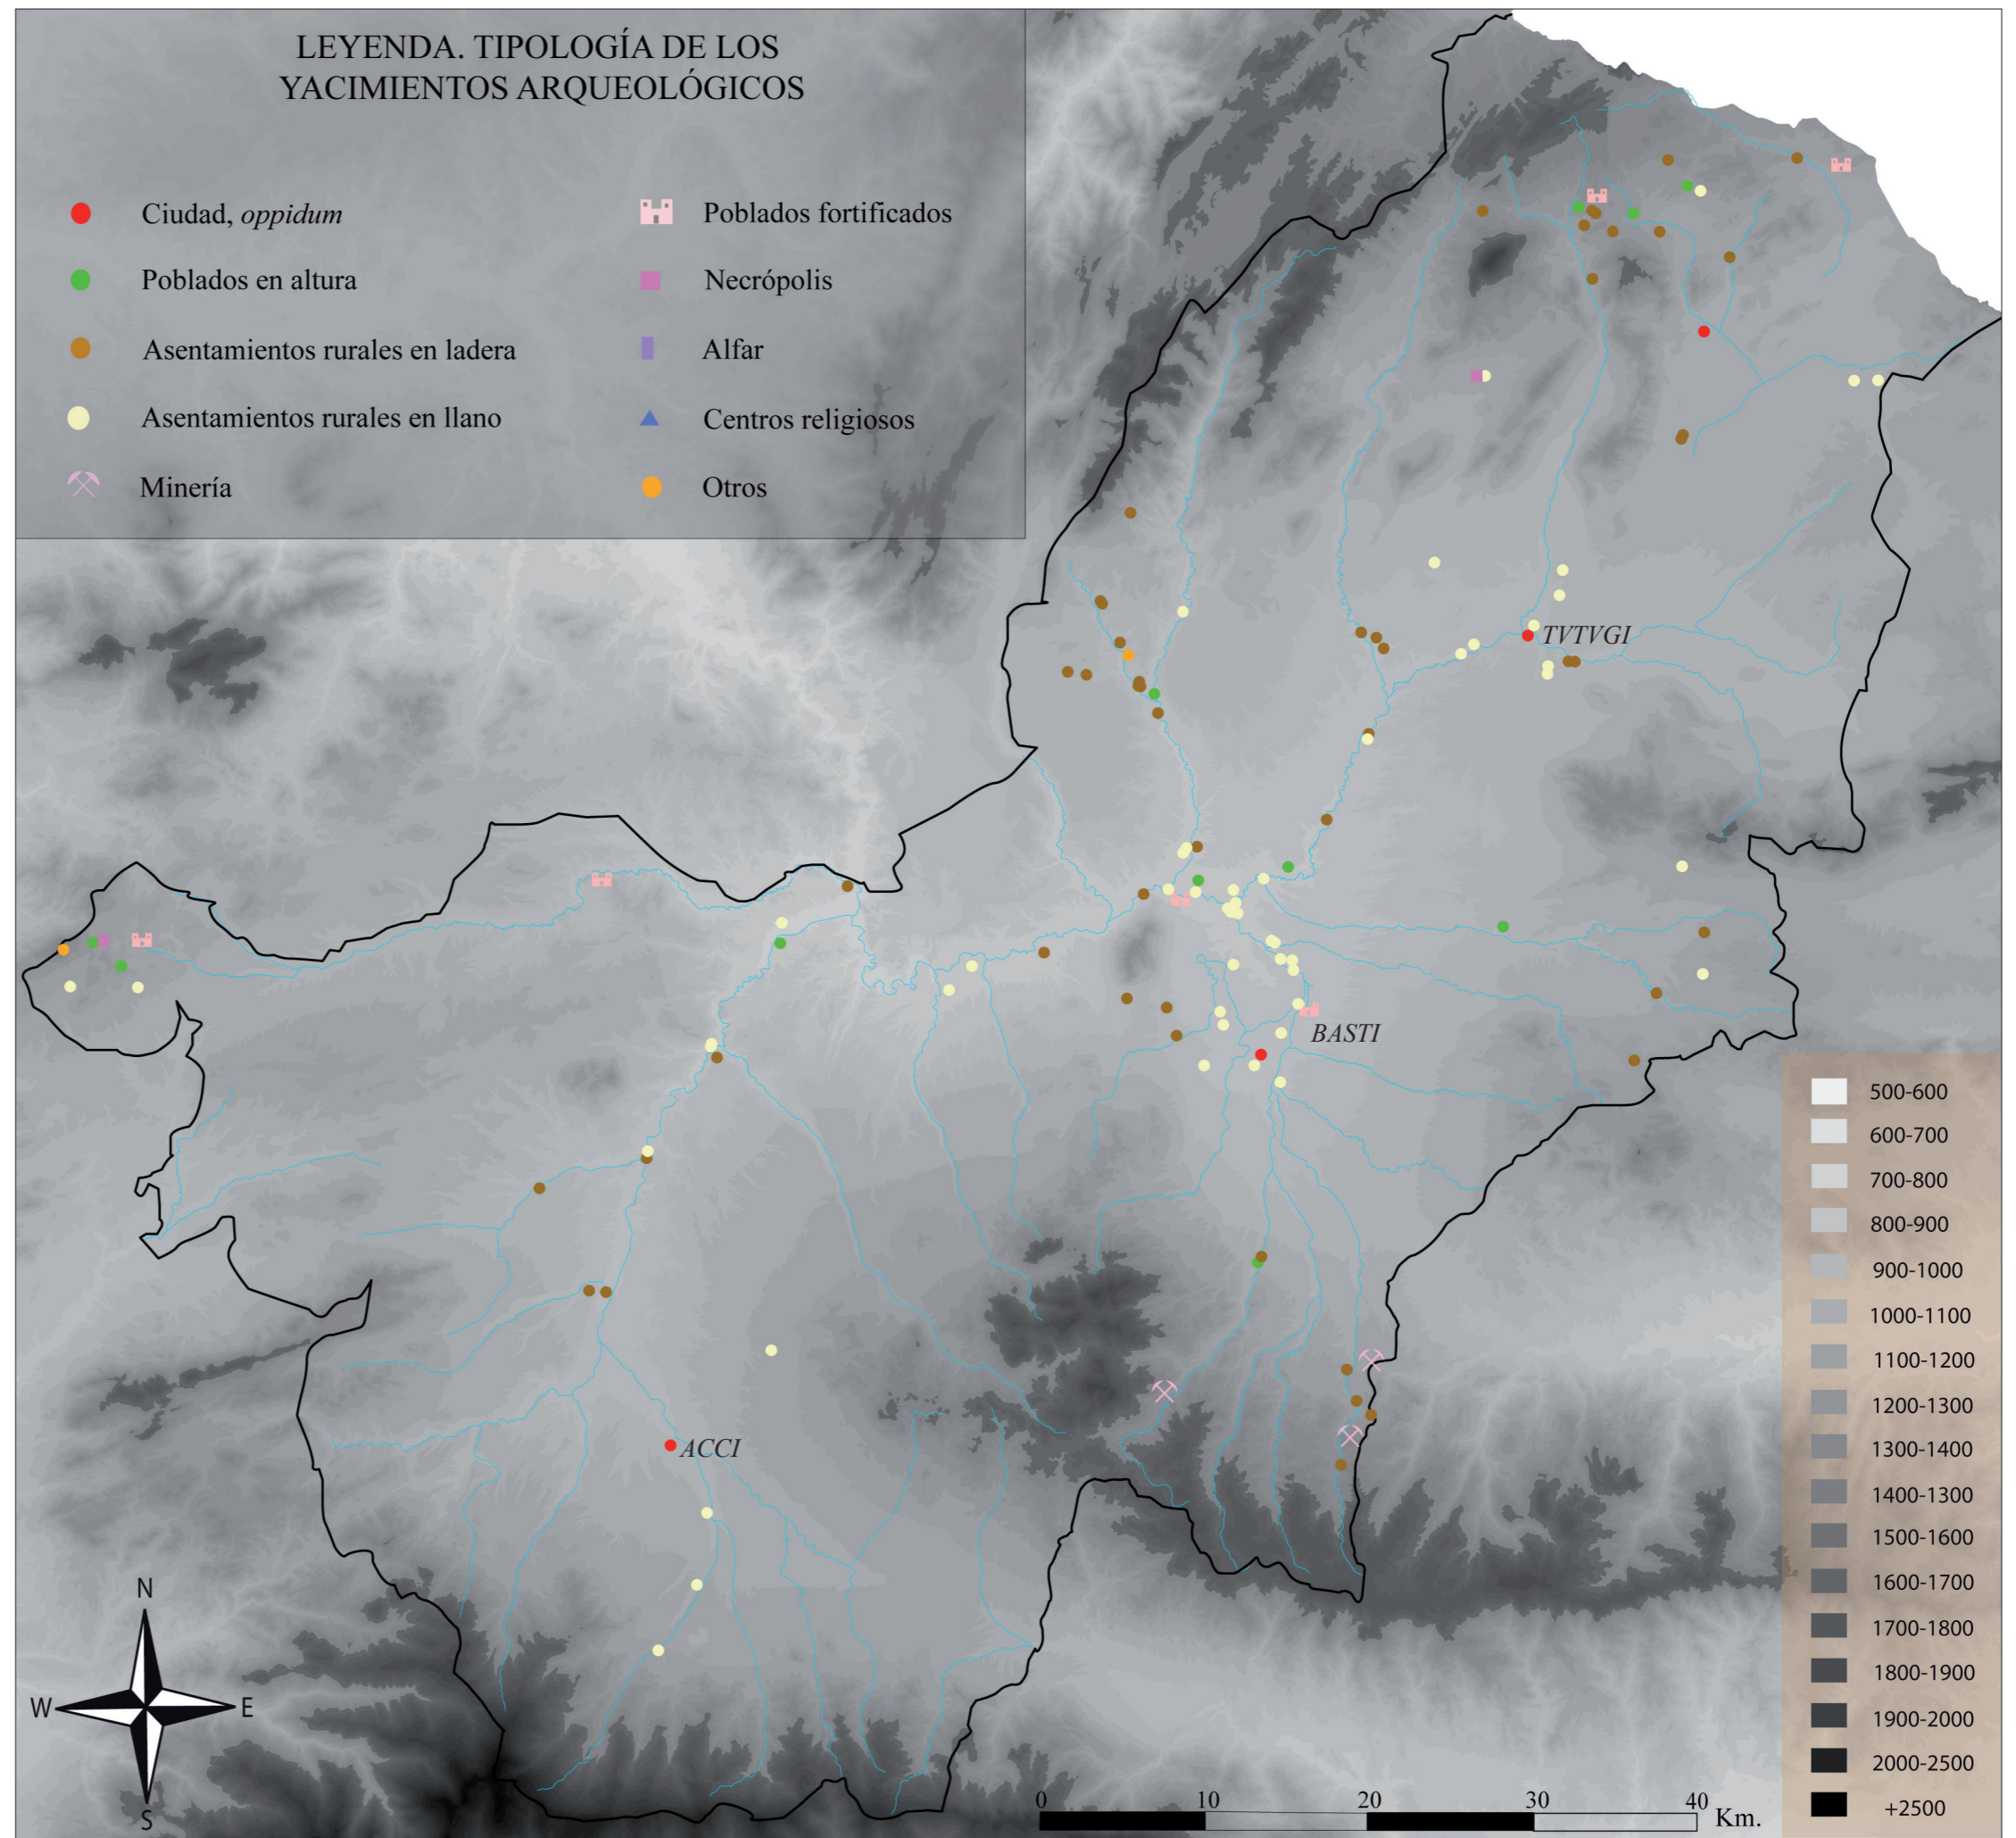 LEYENDA. TIPOLOGÍA DE LOS
YACIMIENTOS ARQUEOLÓGICOS
Ciudad, oppidum
Poblados en altura
Asentamientos rurales en ladera
Asentamientos rurales en llano
Minería
Poblados fortificados
Necrópolis
Alfar
Centros religiosos
Otros
TVTVGI
BASTI
ACCI
500-600
600-700
700-800
800-900
900-1000
1000-1100
1100-1200
1200-1300
1300-1400
1400-1300
1500-1600
1600-1700
1700-1800
1800-1900
1900-2000
2000-2500
+2500
N
W E
S
0 10 20 30 40 Km.